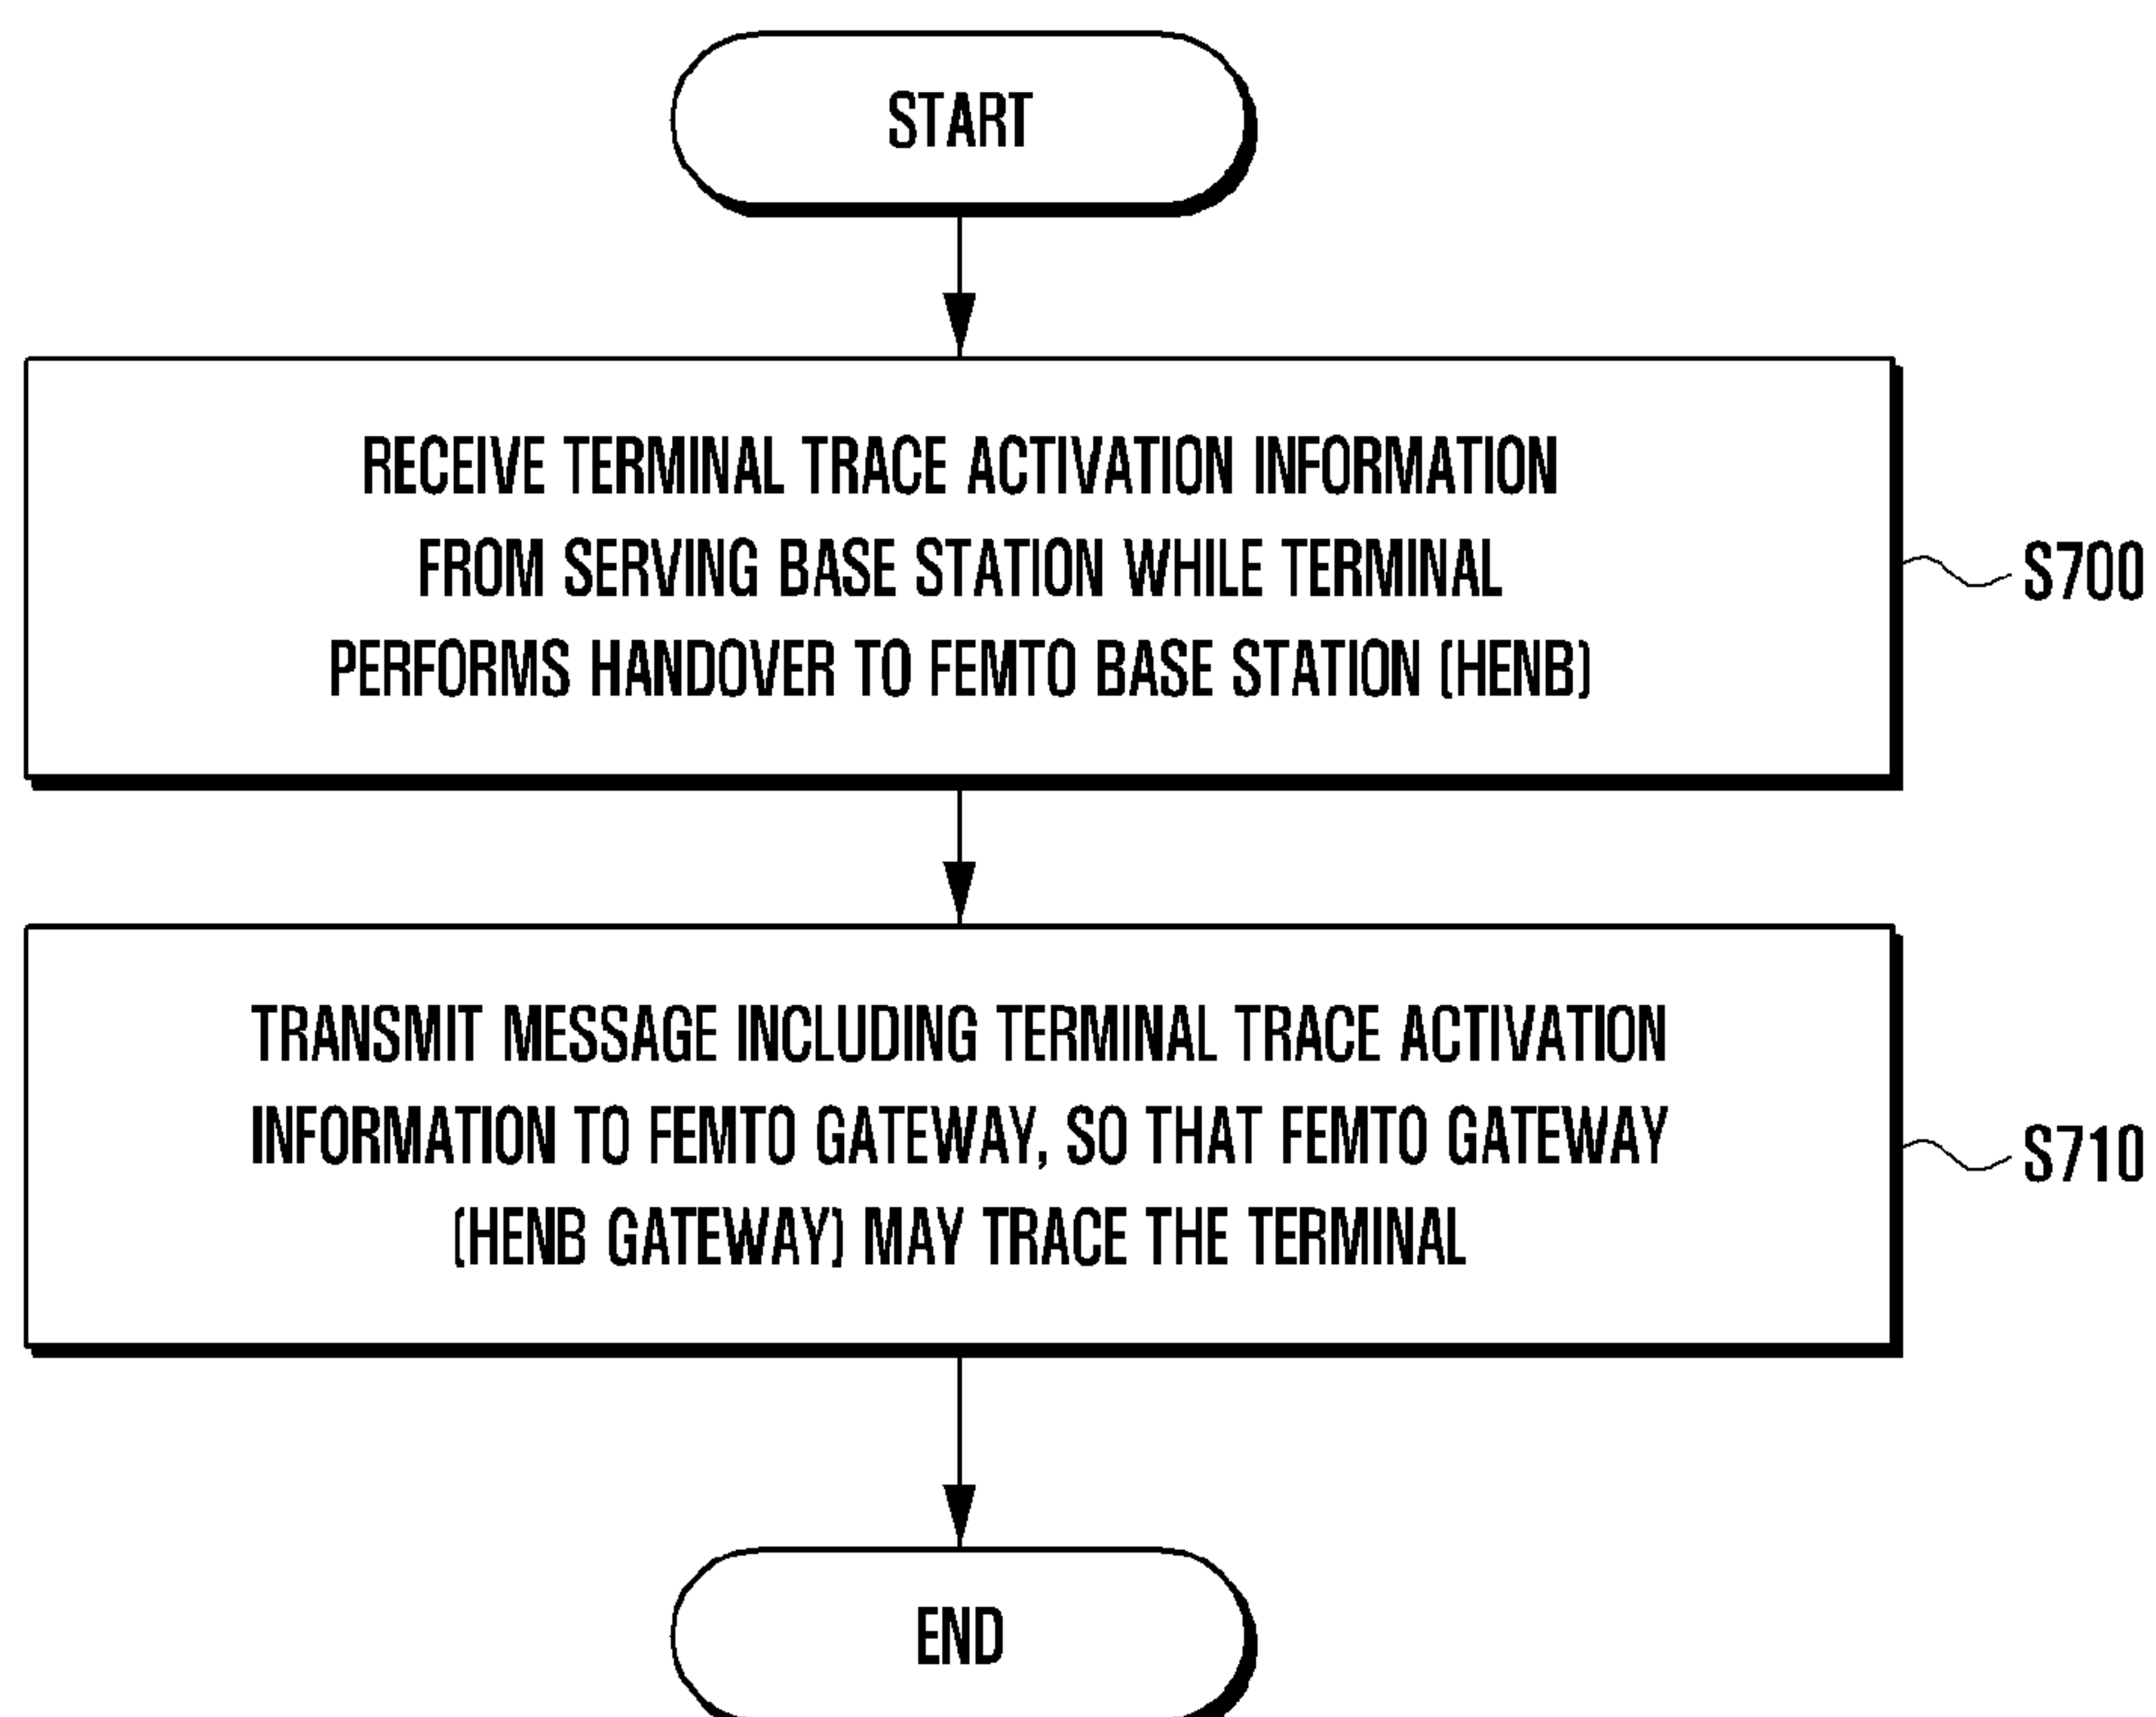 START
RECEIVE TERMINAL TRACE ACTIVATION INFORMATION
FROM SERVING BASE STATION WHILE TERMINAL
PERFORMS HANDOVER TO FEMTO BASE STATION (HENB)
S700
TRANSMIT MESSAGE INCLUDING TERMINAL TRACE ACTIVATION
INFORMATION TO FEMTO GATEWAY, SO THAT FEMTO GATEWAY
(HENB GATEWAY) MAY TRACE THE TERMINAL
S710
END